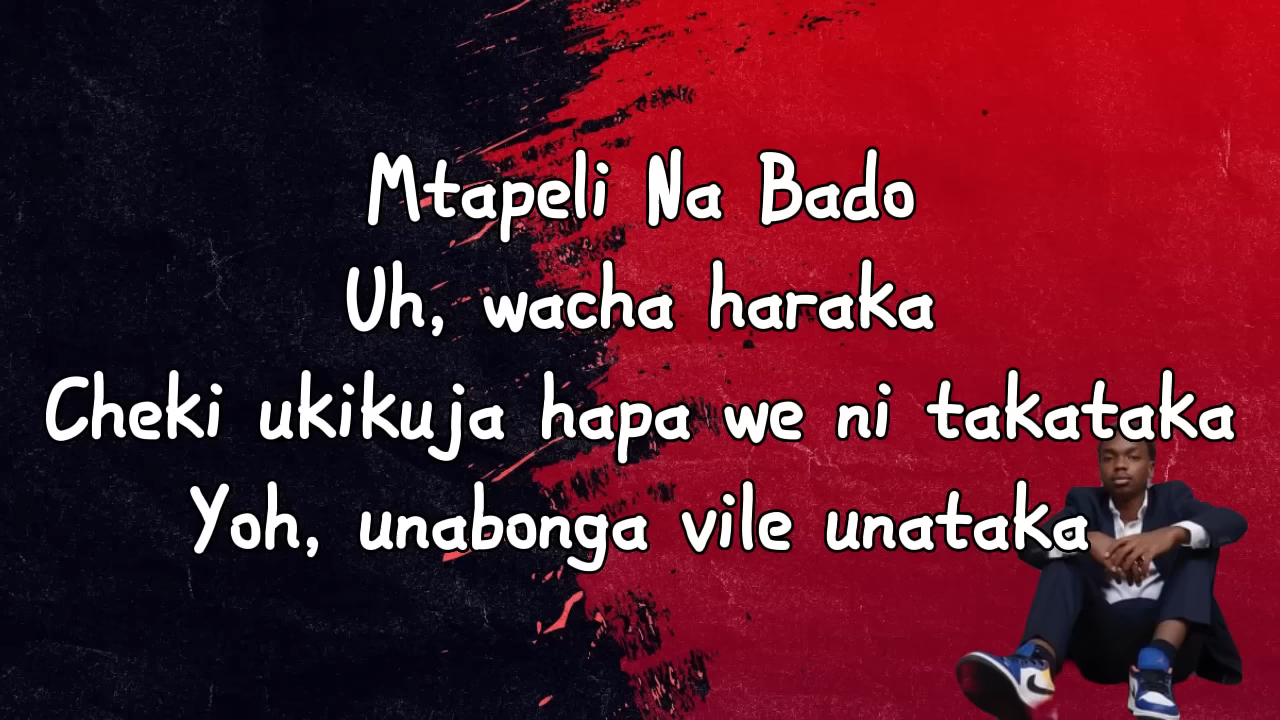 Mtapeli Na Bado
Uh, wacha haraka
Cheki ukikuja hapa we ni takataka
Yoh, unabonga vile unataka